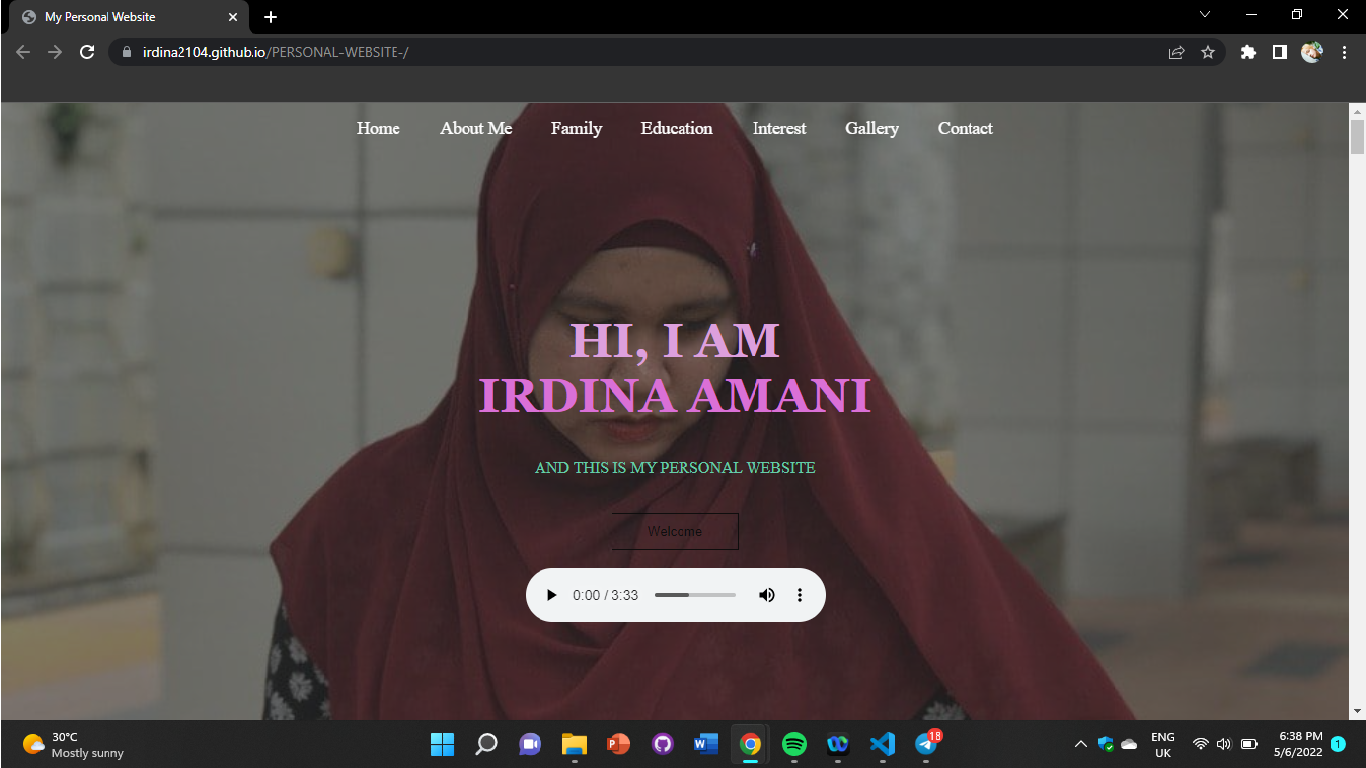 My Personal Website
irdina2104.github.io/PERSONAL-WEBSITE-/
Home About Me Family Education Interest Gallery Contact
HI, I AM
IRDINA AMANI
AND THIS IS MY PERSONAL WEBSITE
Welcome
0:00 / 3:33
30°C
Mostly sunny
18
ENG
UK
6:38 PM
5/6/2022
1